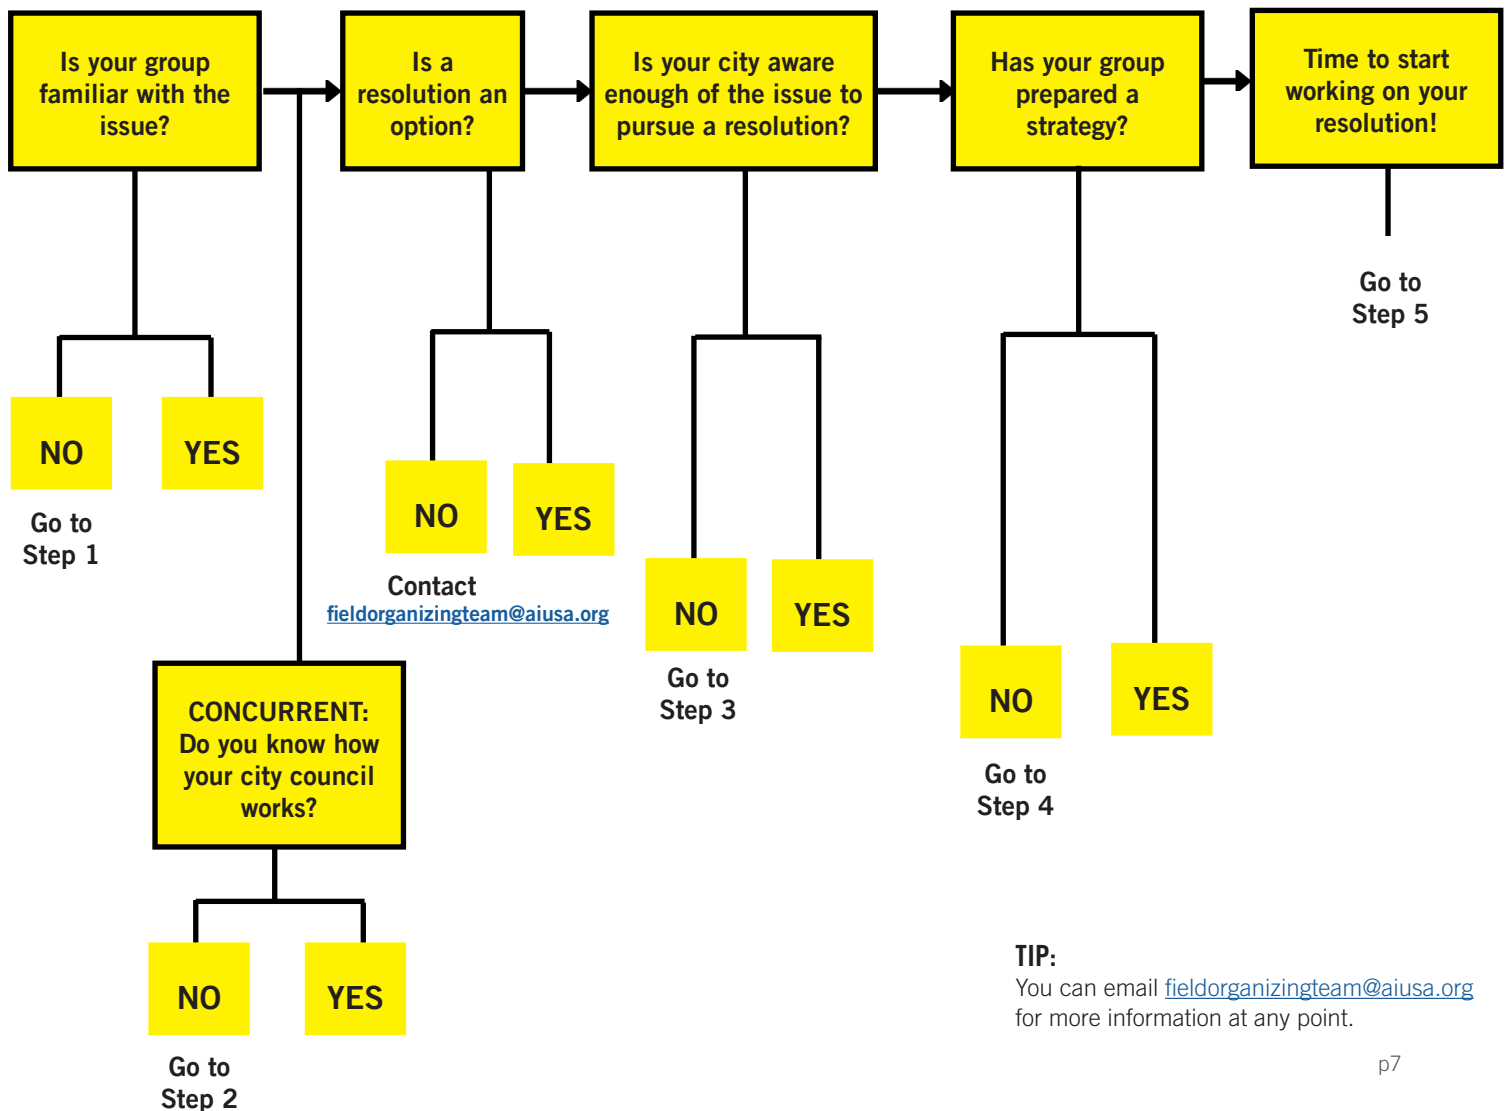 Is your group
familiar with the
issue?
Is a
resolution an
option?
Is your city aware
enough of the issue to
pursue a resolution?
Has your group
prepared a
strategy?
Time to start
working on your
resolution!
Go to
Step 5
NO
YES
Go to
Step 1
NO
YES
Contact
fieldorganizingteam@aiusa.org
NO
YES
Go to
Step 3
NO
YES
Go to
Step 4
CONCURRENT:
Do you know how
your city council
works?
NO
YES
Go to
Step 2
TIP:
You can email fieldorganizingteam@aiusa.org
for more information at any point.
p7